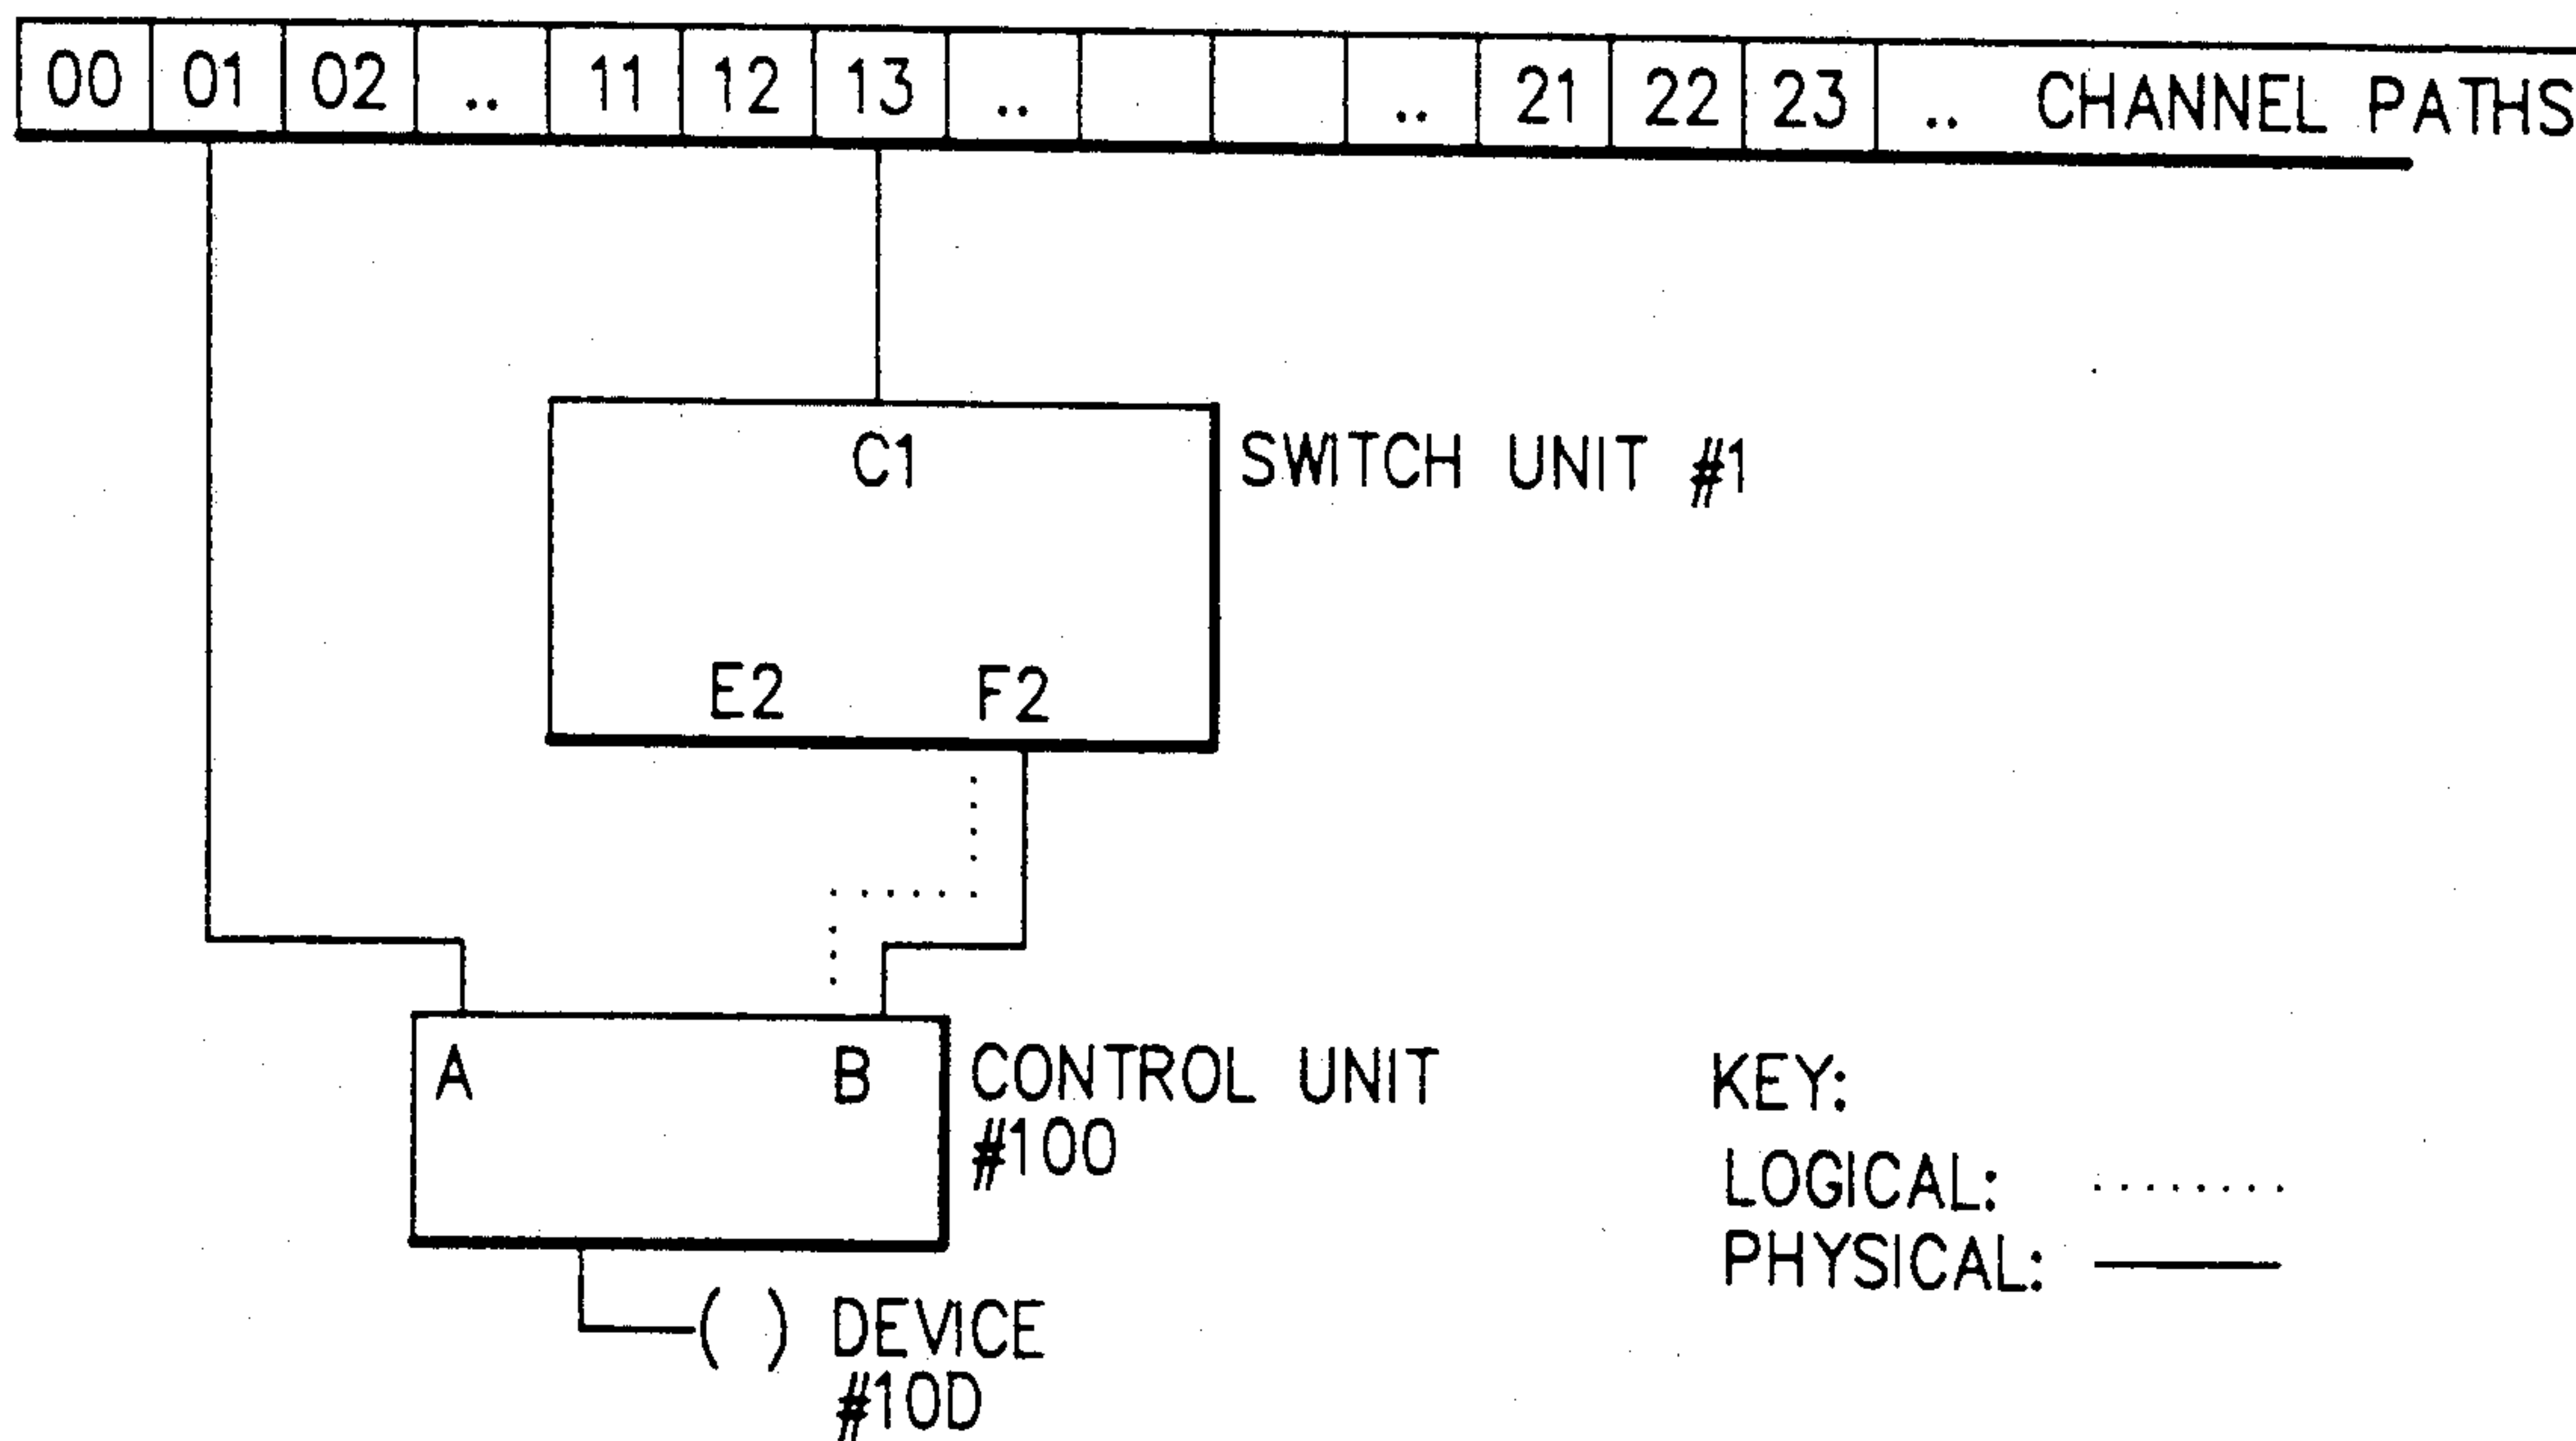 00 01 02 .. 11 12 13 .. .. 21 22 23 .. CHANNEL PATHS
C1
SWITCH UNIT #1
E2 F2
A B
CONTROL UNIT
#100
KEY:
LOGICAL: ........
PHYSICAL:
( ) DEVICE
#10D